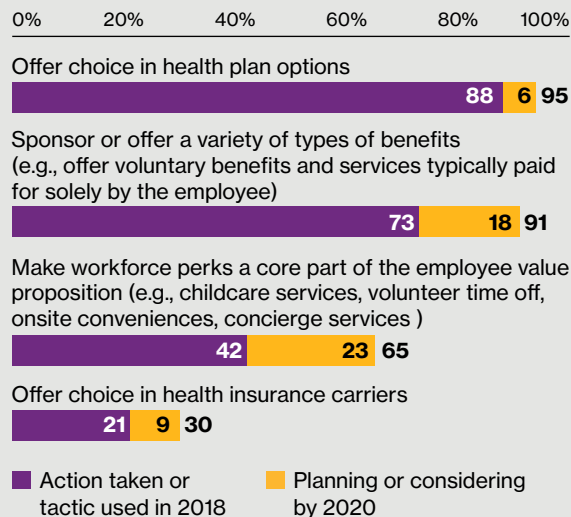 0% 20% 40% 60% 80% 100%
Offer choice in health plan options
88 6 95
Sponsor or offer a variety of types of benefits
(e.g., offer voluntary benefits and services typically paid
for solely by the employee)
73 18 91
Make workforce perks a core part of the employee value
proposition (e.g., childcare services, volunteer time off,
onsite conveniences, concierge services )
42 23 65
Offer choice in health insurance carriers
21 9 30
Action taken or
tactic used in 2018
Planning or considering
by 2020